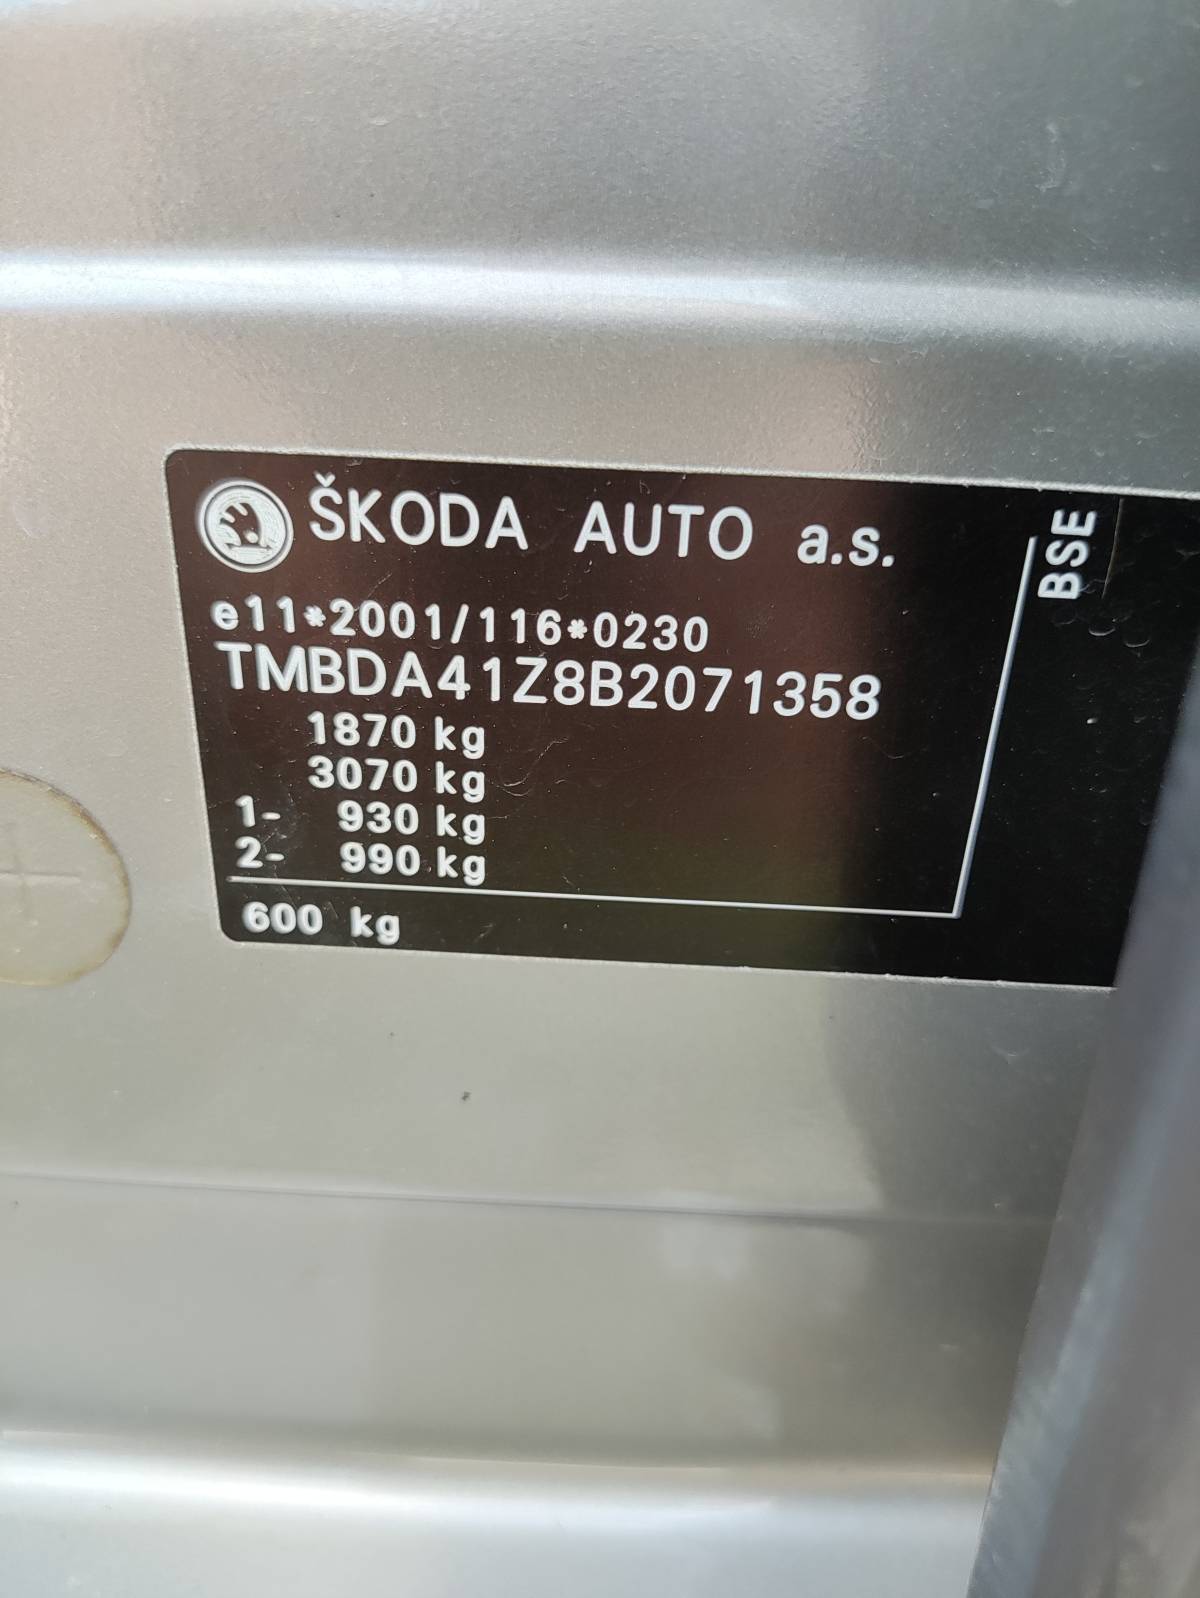 ŠKODA AUTO a.s.
BSE
e11*2001/116*0230
TMBDA41Z8B2071358
1870 kg
3070 kg
1- 930 kg
2- 990 kg
600 kg